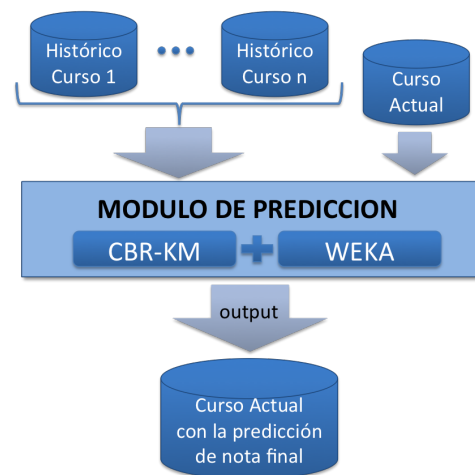 Histórico
Curso 1
...
Histórico
Curso n
Curso
Actual
MODULO DE PREDICCION
CBR-KM + WEKA
output
Curso Actual
con la predicción
de nota final